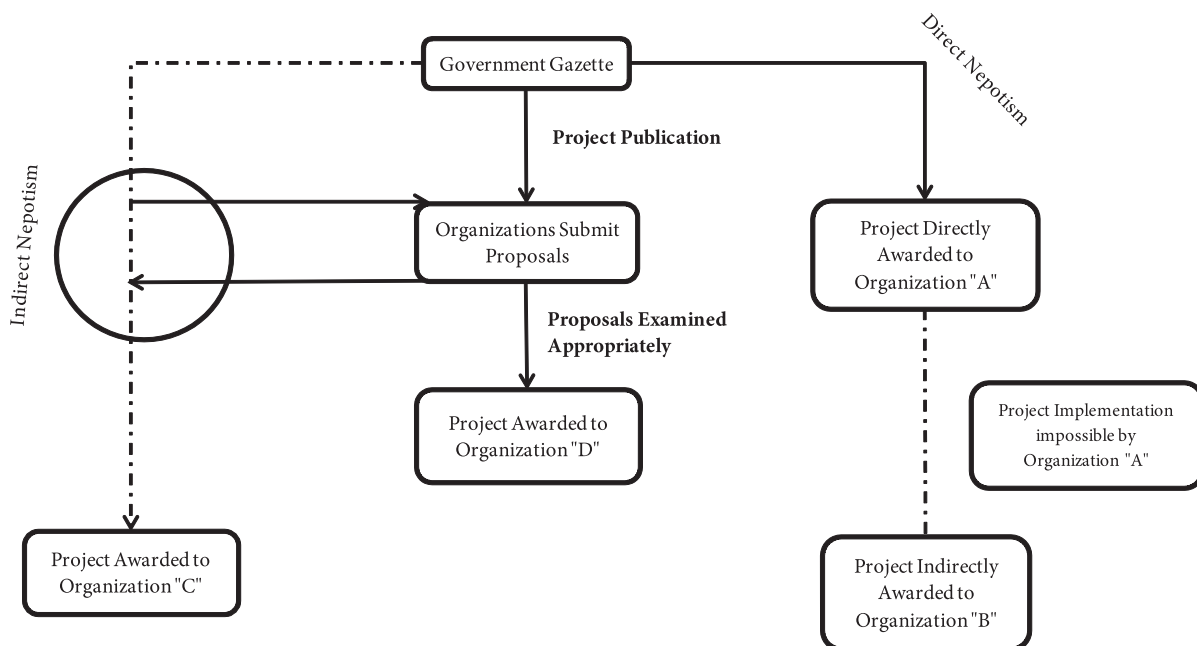 Government Gazette
Direct Nepotism
Project Publication
Indirect Nepotism
Organizations Submit
Proposals
Project Directly
Awarded to
Organization "A"
Proposals Examined
Appropriately
Project Awarded to
Organization "D"
Project Implementation
impossible by
Organization "A"
Project Awarded to
Organization "C"
Project Indirectly
Awarded to
Organization "B"